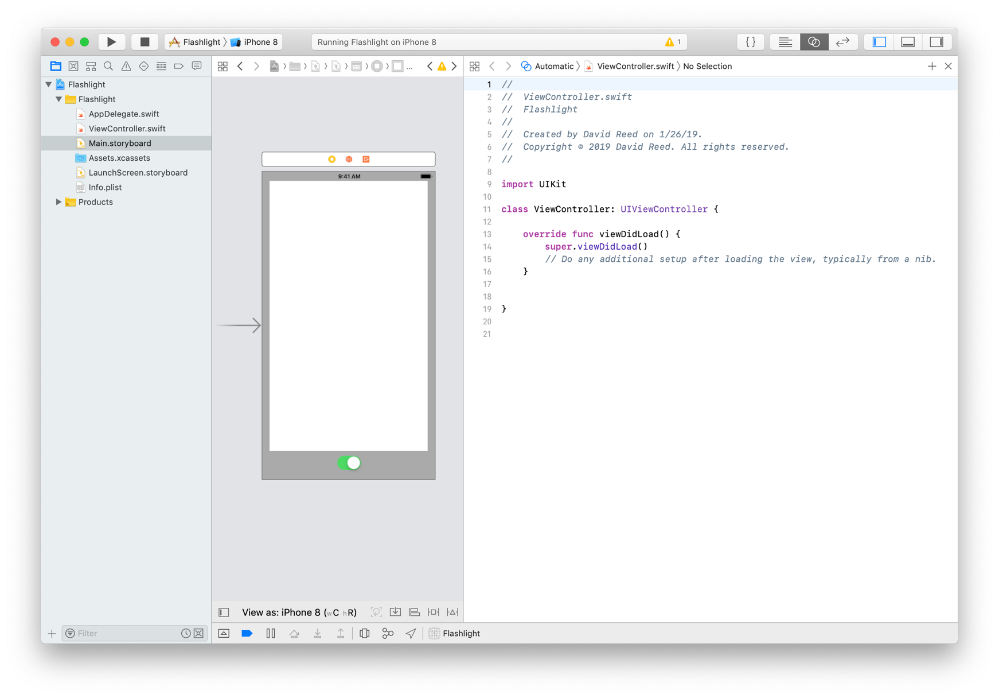 Flashlight 〉 iPhone 8
Running Flashlight on iPhone 8
1
{ }
Flashlight
Flashlight
AppDelegate.swift
ViewController.swift
Main.storyboard
Assets.xcassets
LaunchScreen.storyboard
Info.plist
Products
Filter
...
9:41 AM
View as: iPhone 8 (wC hR)
Automatic 〉 ViewController.swift 〉 No Selection
1 //
2 //  ViewController.swift
3 //  Flashlight
4 //
5 //  Created by David Reed on 1/26/19.
6 //  Copyright © 2019 David Reed. All rights reserved.
7 //
8
9 import UIKit
10
11 class ViewController: UIViewController {
12
13     override func viewDidLoad() {
14         super.viewDidLoad()
15         // Do any additional setup after loading the view, typically from a nib.
16     }
17
18
19 }
20
21
Flashlight